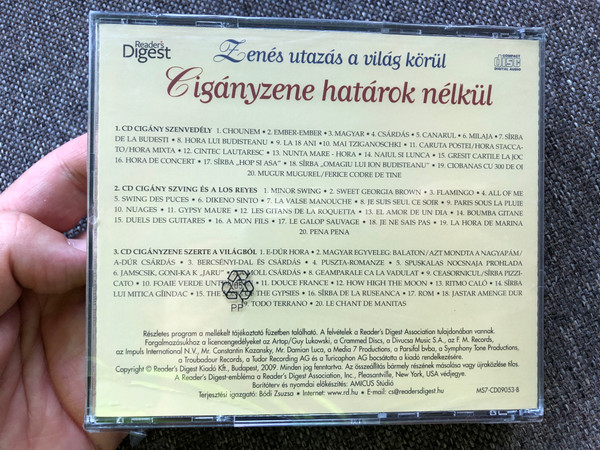 Reader's Digest
Zenés utazás a világ körül
COMPACT disc DIGITAL AUDIO
Cigányzene határok nélkül
1. CD CIGÁNY SZENVEDÉLY 1. CHOUNEM • 2. EMBER-EMBER • 3. MAGYAR • 4. CSÁRDÁS • 5. CANARUL • 6. MILAJA • 7. SÎRBA
DE LA BUDESTI • 8. HORA LUI BUDISTEANU • 9. LA 18 ANI • 10. MAI TZIGANOSCHKI • 11. CARUTA POSTEI/HORA STACCA-
TO/HORA MIXTA • 12. CINTEC LAUTARESC • 13. NUNTA MARE - HORA • 14. NAIUL SI LUNCA • 15. GRESIT CARTILE LA JOC
16. HORA DE CONCERT • 17. SÎRBA „HOP SI ASA" • 18. SÎRBA „OMAGIU LUI ION BUDISTEANU" • 19. CIOBANAS CU 300 DE OI
20. MUGUR MUGUREL/FERICE CODRE DE TINE
2. CD CIGÁNY SZVING ÉS A LOS REYES 1. MINOR SWING • 2. SWEET GEORGIA BROWN • 3. FLAMINGO • 4. ALL OF ME
5. SWING DES PUCES • 6. DIKENO SINTO • 7. LA VALSE MANOUCHE • 8. JE SUIS SEUL CE SOIR • 9. PARIS SOUS LA PLUIE
10. NUAGES • 11. GYPSY MAURE • 12. LES GITANS DE LA ROQUETTA • 13. EL AMOR DE UN DIA • 14. BOUMBA GITANE
15. DUELS DES GUITARES • 16. A MON FILS • 17. LE GALOP SAUVAGE • 18. JE NE SAIS PAS • 19. LA HORA DE MARINA
20. PENA PENA
3. CD CIGÁNYZENE SZERTE A VILÁGBÓL 1. E-DÚR HORA • 2. MAGYAR EGYVELEG: BALATON/AZT MONDTA A NAGYAPÁM/
A-DÚR CSÁRDÁS • 3. BERCSÉNYI-DAL ÉS CSÁRDÁS • 4. PUSZTA-ROMANZE • 5. SPUSKALAS NOCSNAJA PROHLADA
6. JAMSCSIK, GONI-KA K „JARU" MOLL CSÁRDÁS • 8. GEAMPARALE CA LA VADULAT • 9. CEASORNICUL/SÎRBA PIZZI-
CATO • 10. FOAIE VERDE • 11. DOUCE FRANCE • 12. HOW HIGH THE MOON • 13. RITMO CALÓ • 14. SÎRBA
LUI MITICA GÎINDAC • 15. THE THE GYPSIES • 16. SÎRBA DE LA RUSEANCA • 17. ROM • 18. JASTAR AMENGE DUR
19. TODO TERRANO • 20. LE CHANT DE MANITAS
PP
Részletes program a mellékelt tájékoztató füzetben található. A felvételek a Reader's Digest Association tulajdonában vannak.
Forgalmazásukhoz a licencengedélyeket az Artop/Guy Lukowski, a Crammed Discs, a Divucsa Music S.A., az F. M. Records,
az Impuls International N.V., Mr. Constantin Kazansky, Mr. Damian Luca, a Media 7 Productions, a Parsifal bvba, a Symphony Tone Productions,
a Troubadour Records, a Tudor Recording AG és a Turicaphon AG bocsátotta a kiadó rendelkezésére.
Copyright © Reader's Digest Kiadó Kft., Budapest, 2009. Minden jog fenntartva. Az összeállítás bármely részének másolása vagy újraközlése tilos.
A Reader's Digest-embléma a Reader's Digest Association, Inc., Pleasantville, New York, USA védjegye.
Borítóterv és nyomdai előkészítés: AMICUS Stúdió
Terjesztési igazgató: Bódi Zsuzsa • Internet: www.rd.hu • E-mail: cs@readersdigest.hu
MS7-CD09053-B